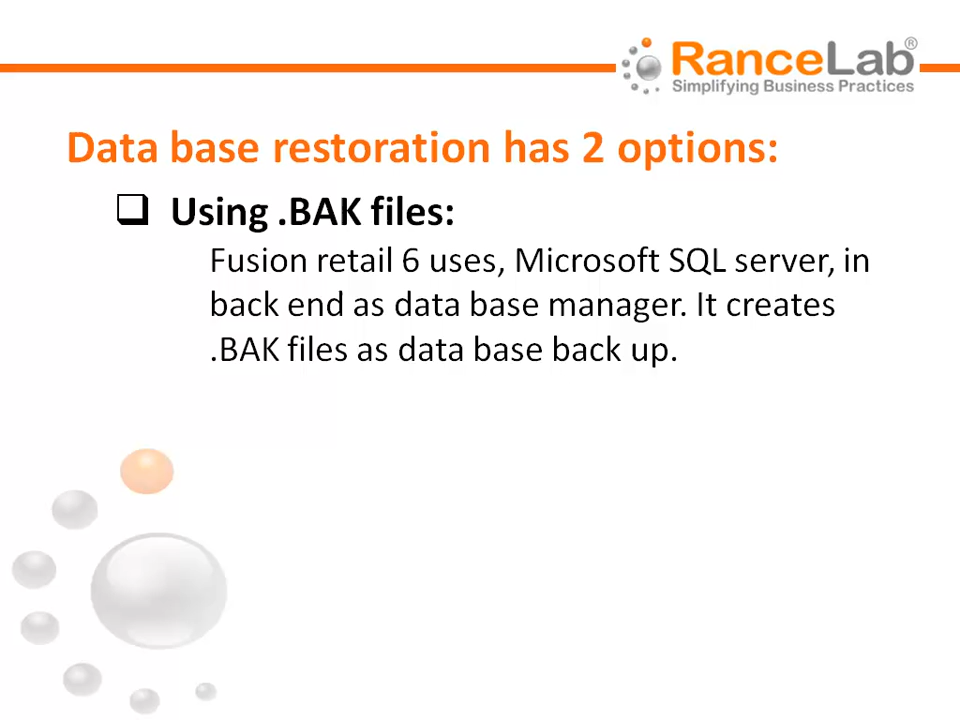 RanceLab®
Simplifying Business Practices
Data base restoration has 2 options:
Using .BAK files:
Fusion retail 6 uses, Microsoft SQL server, in
back end as data base manager. It creates
.BAK files as data base back up.